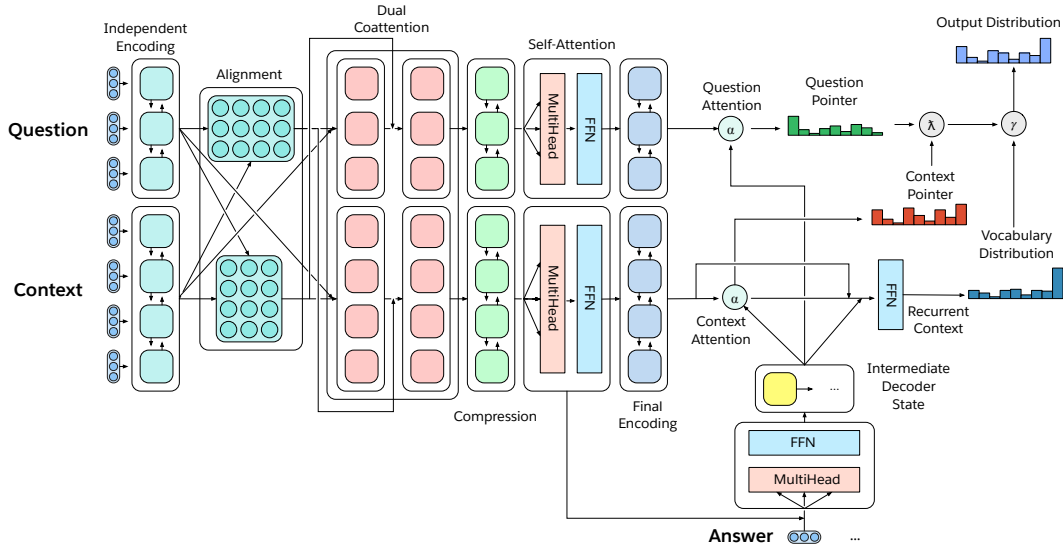 Independent
Encoding
Alignment
Dual
Coattention
Self-Attention
Output Distribution
Question
Attention
Question
Pointer
Question
MultiHead
FFN
α
ƛ
γ
Context
Pointer
Vocabulary
Distribution
Context
MultiHead
FFN
α
FFN
Context
Attention
Recurrent
Context
Compression
Final
Encoding
...
Intermediate
Decoder
State
FFN
MultiHead
Answer
...